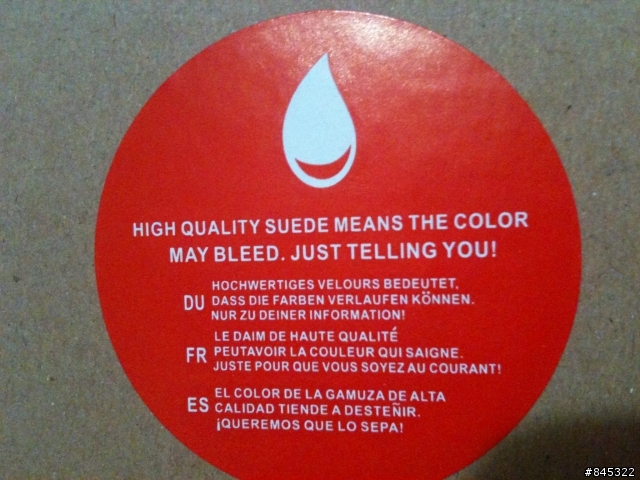 HIGH QUALITY SUEDE MEANS THE COLOR
MAY BLEED. JUST TELLING YOU!
DU HOCHWERTIGES VELOURS BEDEUTET,
DASS DIE FARBEN VERLAUFEN KÖNNEN.
NUR ZU DEINER INFORMATION!
FR LE DAIM DE HAUTE QUALITÉ
PEUTAVOIR LA COULEUR QUI SAIGNE.
JUSTE POUR QUE VOUS SOYEZ AU COURANT!
ES EL COLOR DE LA GAMUZA DE ALTA
CALIDAD TIENDE A DESTEÑIR.
¡QUEREMOS QUE LO SEPA!
#845322